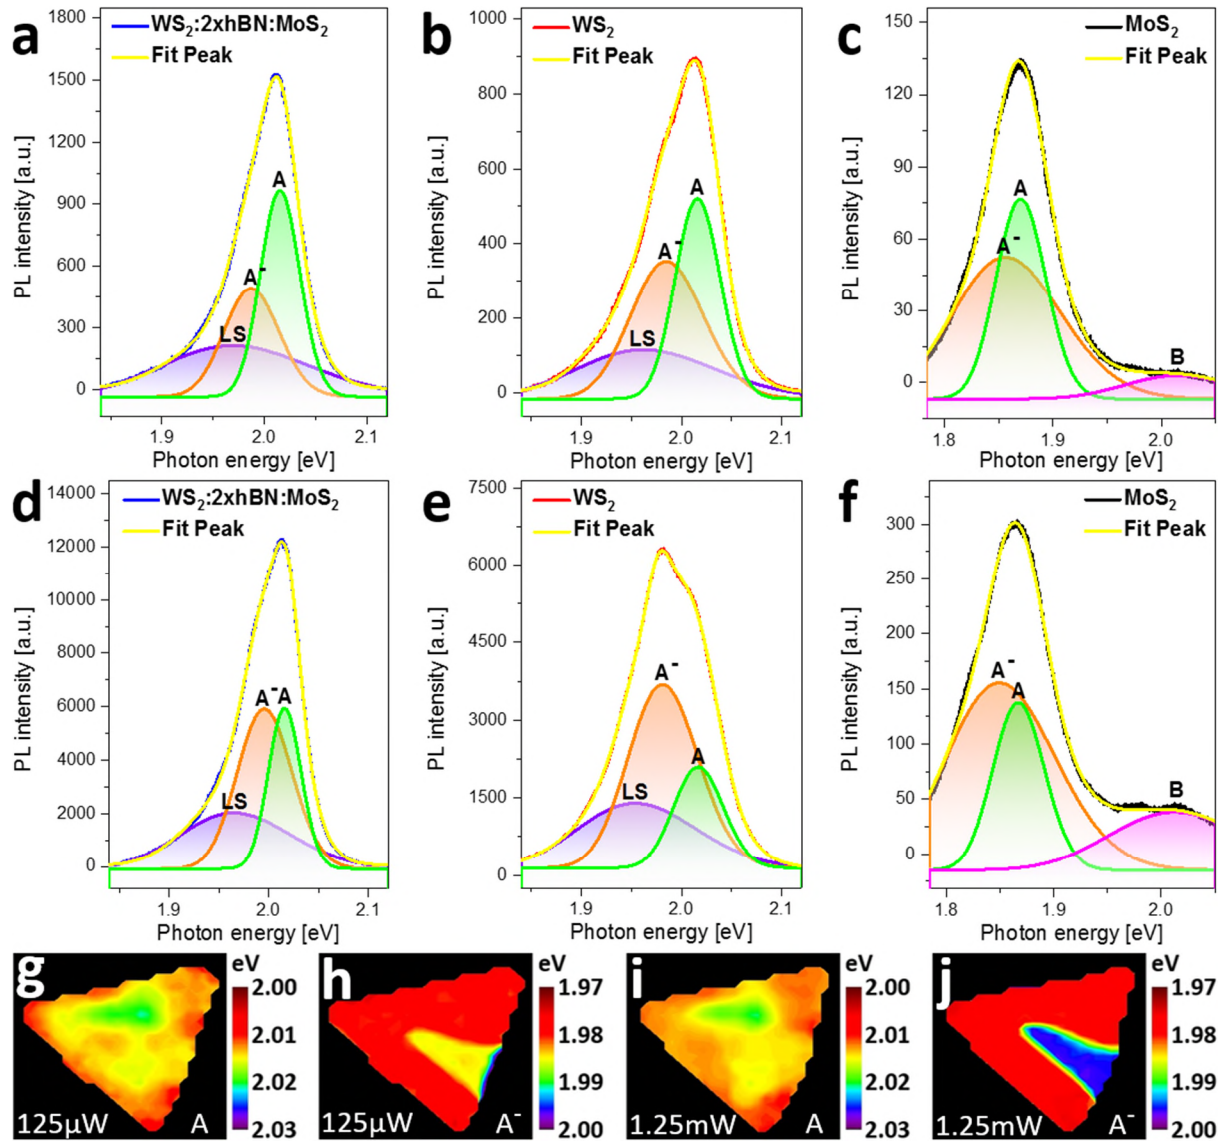 a
WS2:2xhBN:MoS2
Fit Peak
PL intensity [a.u.]
1800
1500
1200
900
600
300
0
A
A-
LS
1.9
2.0
2.1
Photon energy [eV]
b
WS2
Fit Peak
PL intensity [a.u.]
1000
800
600
400
200
0
A
A-
LS
1.9
2.0
2.1
Photon energy [eV]
c
MoS2
Fit Peak
PL intensity [a.u.]
150
120
90
60
30
0
A
A-
B
1.8
1.9
2.0
Photon energy [eV]
d
WS2:2xhBN:MoS2
Fit Peak
PL intensity [a.u.]
14000
12000
10000
8000
6000
4000
2000
0
A- A
LS
1.9
2.0
2.1
Photon energy [eV]
e
WS2
Fit Peak
PL intensity [a.u.]
7500
6000
4500
3000
1500
0
A-
A
LS
1.9
2.0
2.1
Photon energy [eV]
f
MoS2
Fit Peak
PL intensity [a.u.]
300
250
200
150
100
50
0
A-
A
B
1.8
1.9
2.0
Photon energy [eV]
g
125µW
A
eV
2.00
2.01
2.02
2.03
h
125µW
A-
eV
1.97
1.98
1.99
2.00
i
1.25mW
A
eV
2.00
2.01
2.02
2.03
j
1.25mW
A-
eV
1.97
1.98
1.99
2.00